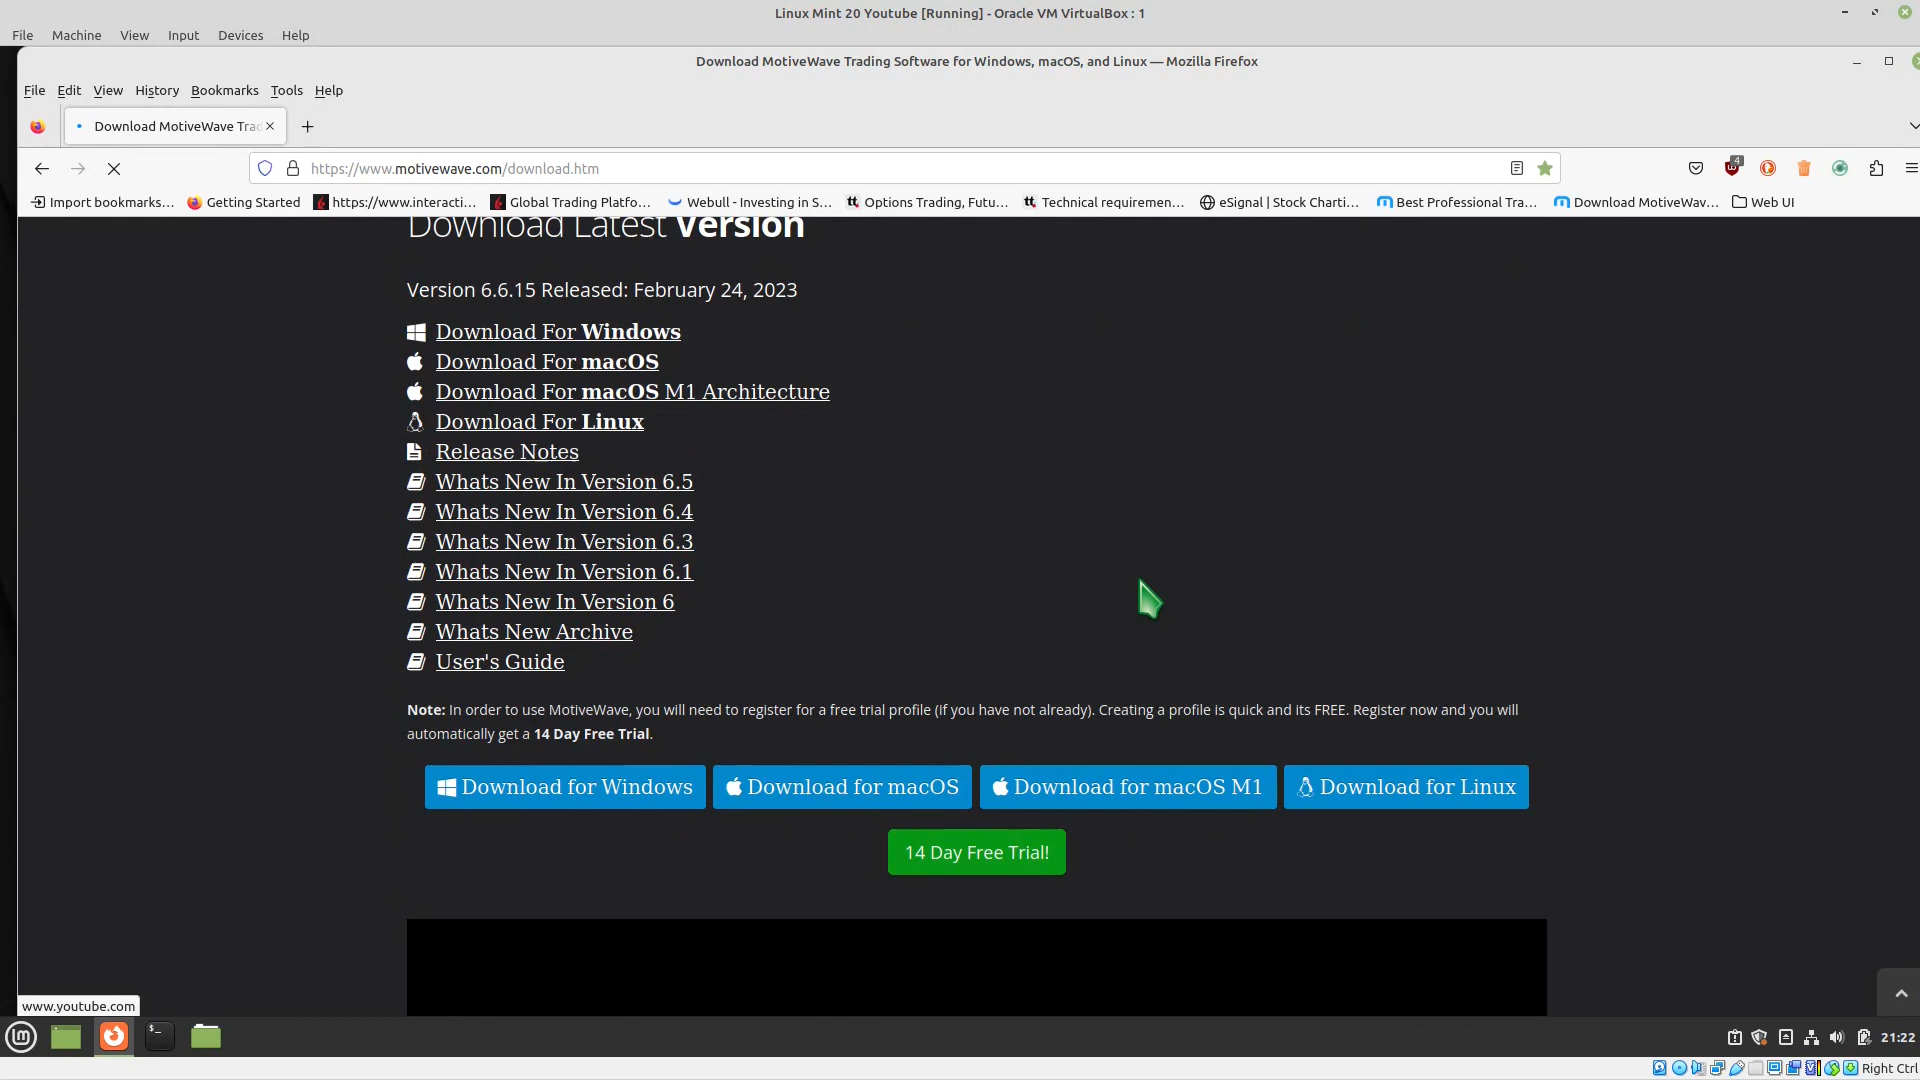 Linux Mint 20 Youtube [Running] - Oracle VM VirtualBox : 1
File Machine View Input Devices Help
Download MotiveWave Trading Software for Windows, macOS, and Linux — Mozilla Firefox
File Edit View History Bookmarks Tools Help
Download MotiveWave Trad
https://www.motivewave.com/download.htm
4
Import bookmarks… Getting Started https://www.interacti… Global Trading Platfo… Webull - Investing in S… Options Trading, Futu… Technical requiremen… eSignal | Stock Charti… Best Professional Tra… Download MotiveWav… Web UI
Download Latest Version
Version 6.6.15 Released: February 24, 2023
Download For Windows
Download For macOS
Download For macOS M1 Architecture
Download For Linux
Release Notes
Whats New In Version 6.5
Whats New In Version 6.4
Whats New In Version 6.3
Whats New In Version 6.1
Whats New In Version 6
Whats New Archive
User's Guide
Note: In order to use MotiveWave, you will need to register for a free trial profile (if you have not already). Creating a profile is quick and its FREE. Register now and you will
automatically get a 14 Day Free Trial.
Download for Windows Download for macOS Download for macOS M1 Download for Linux
14 Day Free Trial!
www.youtube.com
21:22
Right Ctrl